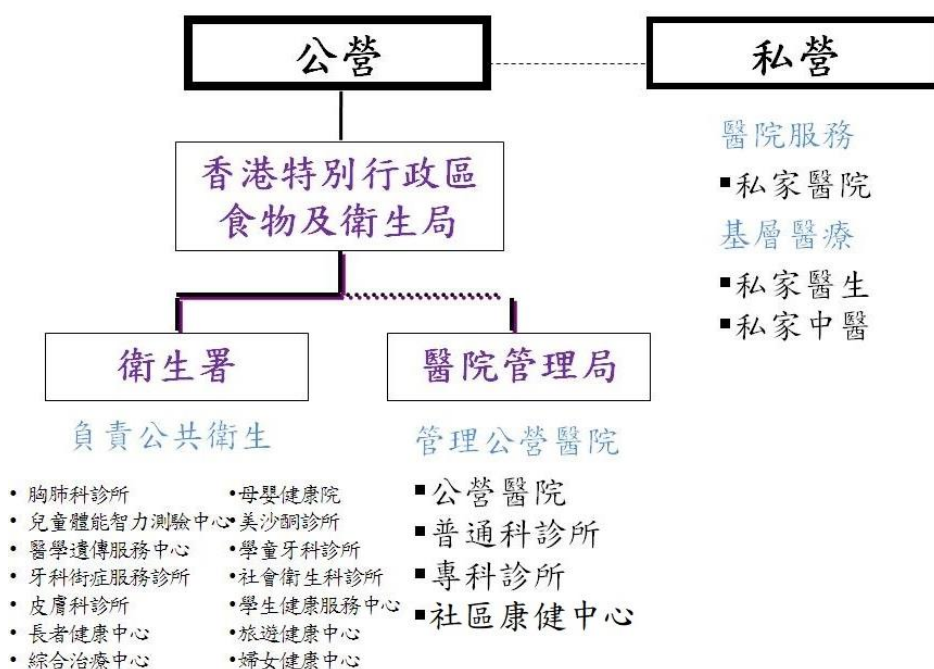 公營
私營
香港特別行政區
食物及衛生局
衛生署
醫院管理局
負責公共衛生
胸肺科診所
兒童體能智力測驗中心
醫學遺傳服務中心
牙科街症服務診所
皮膚科診所
長者健康中心
綜合治療中心
母嬰健康院
美沙酮診所
學童牙科診所
社會衛生科診所
學生健康服務中心
旅遊健康中心
婦女健康中心
管理公營醫院
公營醫院
普通科診所
專科診所
社區康健中心
醫院服務
私家醫院
基層醫療
私家醫生
私家中醫